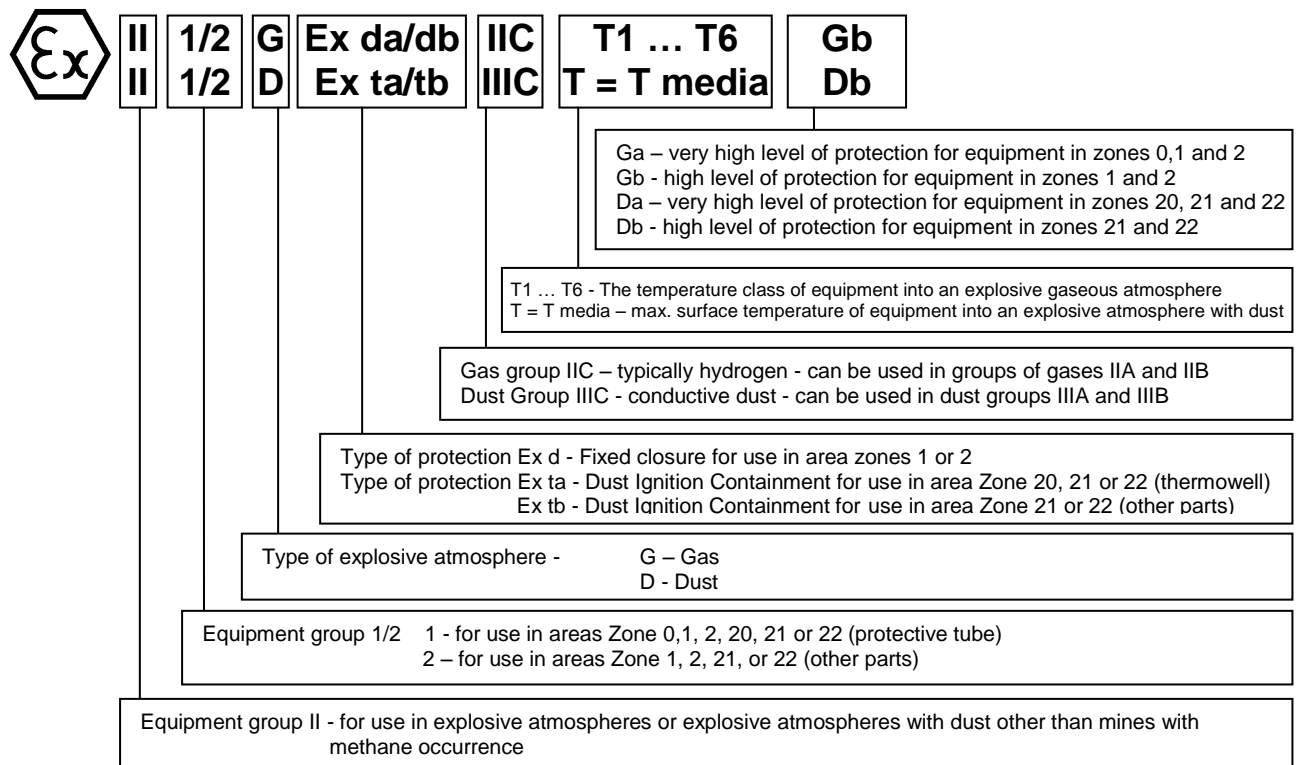 Ex II 1/2 G Ex da/db IIC T1 … T6 Gb
II 1/2 D Ex ta/tb IIIC T = T media Db
Ga – very high level of protection for equipment in zones 0,1 and 2
Gb - high level of protection for equipment in zones 1 and 2
Da – very high level of protection for equipment in zones 20, 21 and 22
Db - high level of protection for equipment in zones 21 and 22
T1 … T6 - The temperature class of equipment into an explosive gaseous atmosphere
T = T media – max. surface temperature of equipment into an explosive atmosphere with dust
Gas group IIC – typically hydrogen - can be used in groups of gases IIA and IIB
Dust Group IIIC - conductive dust - can be used in dust groups IIIA and IIIB
Type of protection Ex d - Fixed closure for use in area zones 1 or 2
Type of protection Ex ta - Dust Ignition Containment for use in area Zone 20, 21 or 22 (thermowell)
Ex tb - Dust Ignition Containment for use in area Zone 21 or 22 (other parts)
Type of explosive atmosphere - G – Gas
D - Dust
Equipment group 1/2 1 - for use in areas Zone 0,1, 2, 20, 21 or 22 (protective tube)
2 – for use in areas Zone 1, 2, 21, or 22 (other parts)
Equipment group II - for use in explosive atmospheres or explosive atmospheres with dust other than mines with
methane occurrence